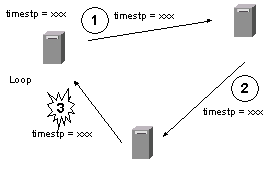 timestp = xxx
1
timestp = xxx
Loop
2
timestp = xxx
3
timestp = xxx